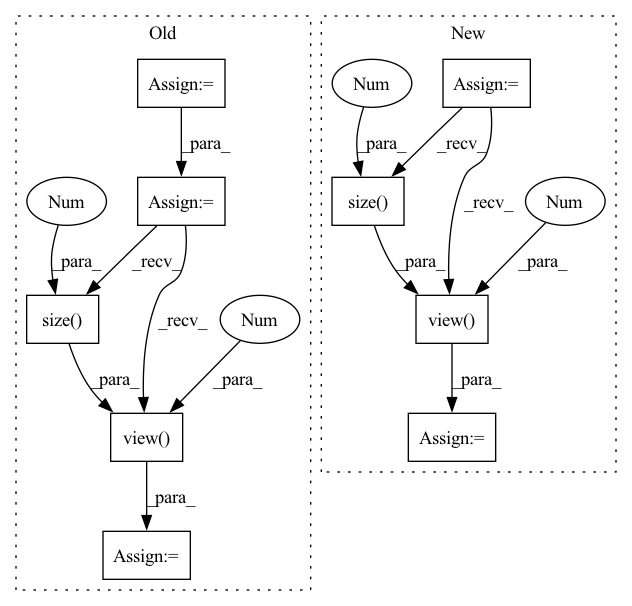 Old
New
Assign:=
Num
Assign:=
_para_
_para_
_recv_
Num
Assign:=
size()
_recv_
Num
_para_
_recv_
_para_
_para_
size()
_recv_
Num
view()
_para_
_para_
_para_
view()
Assign:=
_para_
Assign:=